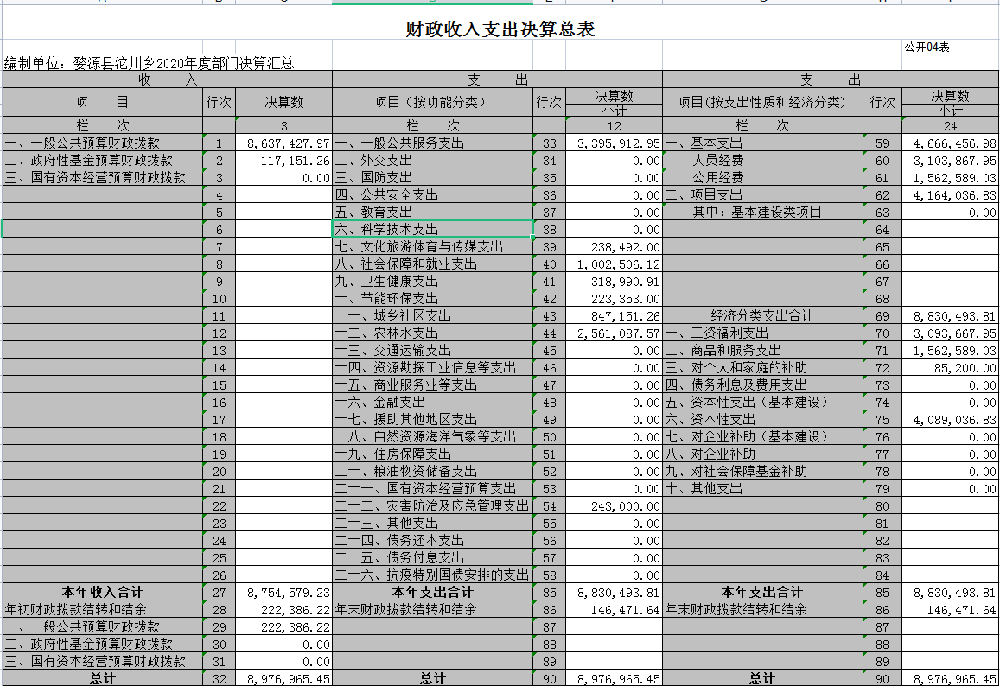 财政收入支出决算总表
公开04表
编制单位：婺源县沱川乡2020年度部门决算汇总
收 入 支 出 支 出
项 目 行次 决算数 项目（按功能分类） 行次 决算数 项目(按支出性质和经济分类) 行次 决算数
小计 小计
栏 次 3 栏 次 12 栏 次 24
一、一般公共预算财政拨款 1 8,637,427.97 一、一般公共服务支出 33 3,395,912.95 一、基本支出 59 4,666,456.98
二、政府性基金预算财政拨款 2 117,151.26 二、外交支出 34 0.00 人员经费 60 3,103,867.95
三、国有资本经营预算财政拨款 3 0.00 三、国防支出 35 0.00 公用经费 61 1,562,589.03
4 四、公共安全支出 36 0.00 二、项目支出 62 4,164,036.83
5 五、教育支出 37 0.00 其中：基本建设类项目 63 0.00
6 六、科学技术支出 38 0.00 64
7 七、文化旅游体育与传媒支出 39 238,492.00 65
8 八、社会保障和就业支出 40 1,002,506.12 66
9 九、卫生健康支出 41 318,990.91 67
10 十、节能环保支出 42 223,353.00 68
11 十一、城乡社区支出 43 847,151.26 经济分类支出合计 69 8,830,493.81
12 十二、农林水支出 44 2,561,087.57 一、工资福利支出 70 3,093,667.95
13 十三、交通运输支出 45 0.00 二、商品和服务支出 71 1,562,589.03
14 十四、资源勘探工业信息等支出 46 0.00 三、对个人和家庭的补助 72 85,200.00
15 十五、商业服务业等支出 47 0.00 四、债务利息及费用支出 73 0.00
16 十六、金融支出 48 0.00 五、资本性支出（基本建设） 74 0.00
17 十七、援助其他地区支出 49 0.00 六、资本性支出 75 4,089,036.83
18 十八、自然资源海洋气象等支出 50 0.00 七、对企业补助（基本建设） 76 0.00
19 十九、住房保障支出 51 0.00 八、对企业补助 77 0.00
20 二十、粮油物资储备支出 52 0.00 九、对社会保障基金补助 78 0.00
21 二十一、国有资本经营预算支出 53 0.00 十、其他支出 79 0.00
22 二十二、灾害防治及应急管理支出 54 243,000.00 80
23 二十三、其他支出 55 0.00 81
24 二十四、债务还本支出 56 0.00 82
25 二十五、债务付息支出 57 0.00 83
26 二十六、抗疫特别国债安排的支出 58 0.00 84
本年收入合计 27 8,754,579.23 本年支出合计 85 8,830,493.81 本年支出合计 85 8,830,493.81
年初财政拨款结转和结余 28 222,386.22 年末财政拨款结转和结余 86 146,471.64 年末财政拨款结转和结余 86 146,471.64
一、一般公共预算财政拨款 29 222,386.22 87 87
二、政府性基金预算财政拨款 30 0.00 88 88
三、国有资本经营预算财政拨款 31 0.00 89 89
总计 32 8,976,965.45 总计 90 8,976,965.45 总计 90 8,976,965.45